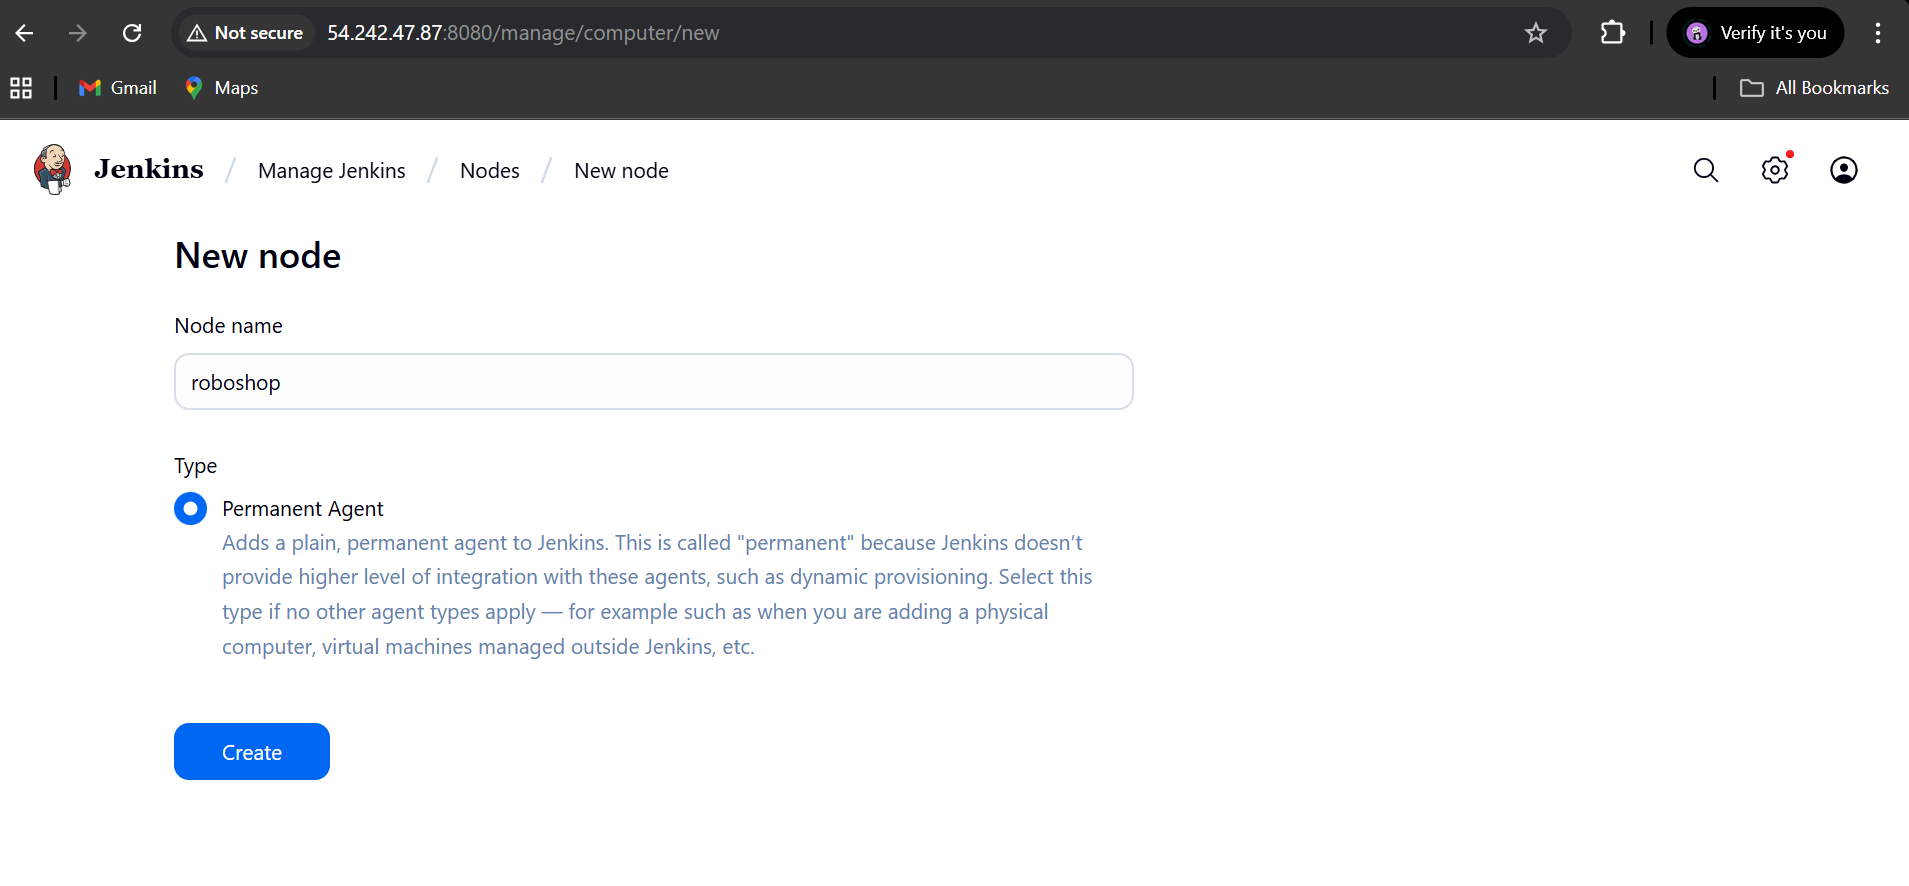 Not secure 54.242.47.87:8080/manage/computer/new Verify it's you
Gmail Maps All Bookmarks
Jenkins / Manage Jenkins / Nodes / New node
New node
Node name
roboshop
Type
Permanent Agent
Adds a plain, permanent agent to Jenkins. This is called "permanent" because Jenkins doesn’t
provide higher level of integration with these agents, such as dynamic provisioning. Select this
type if no other agent types apply — for example such as when you are adding a physical
computer, virtual machines managed outside Jenkins, etc.
Create